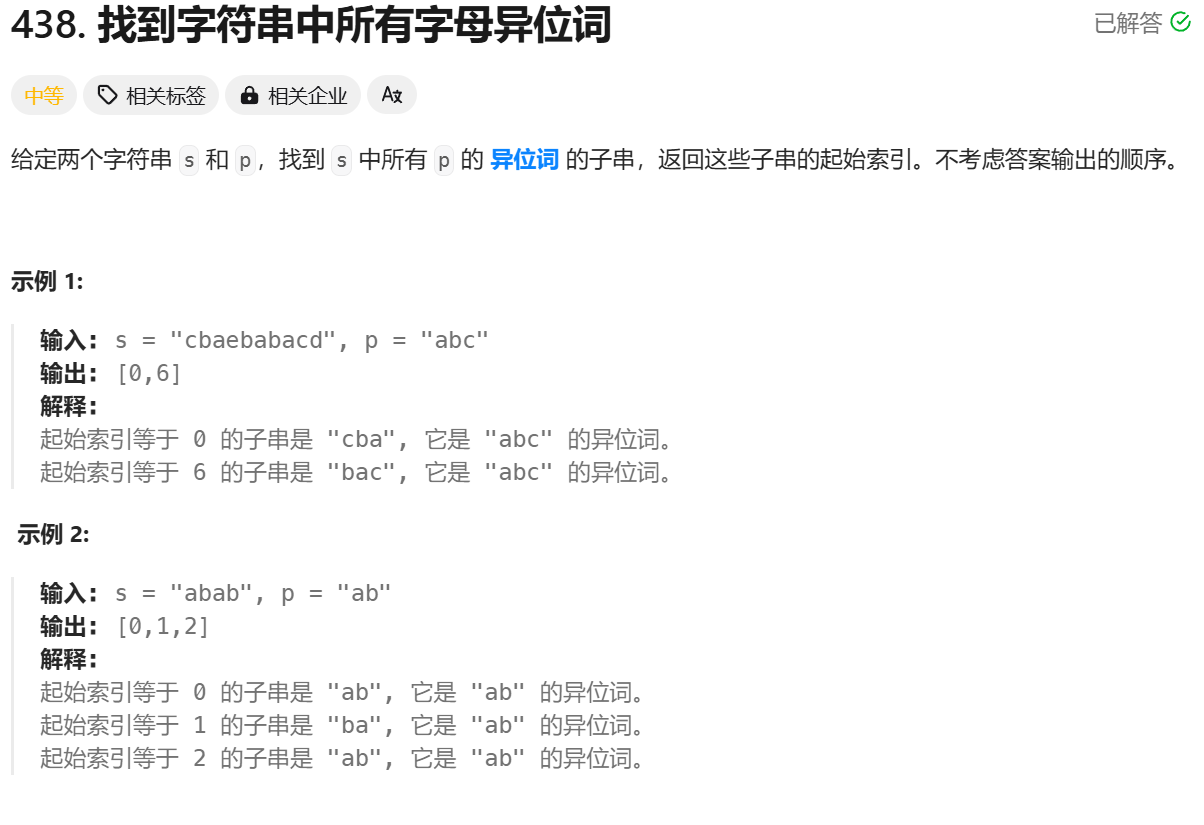 438. 找到字符串中所有字母异位词
已解答
中等 相关标签 相关企业
给定两个字符串 s 和 p，找到 s 中所有 p 的 异位词 的子串，返回这些子串的起始索引。不考虑答案输出的顺序。
示例 1:
输入: s = "cbaebabacd", p = "abc"
输出: [0,6]
解释:
起始索引等于 0 的子串是 "cba", 它是 "abc" 的异位词。
起始索引等于 6 的子串是 "bac", 它是 "abc" 的异位词。
示例 2:
输入: s = "abab", p = "ab"
输出: [0,1,2]
解释:
起始索引等于 0 的子串是 "ab", 它是 "ab" 的异位词。
起始索引等于 1 的子串是 "ba", 它是 "ab" 的异位词。
起始索引等于 2 的子串是 "ab", 它是 "ab" 的异位词。